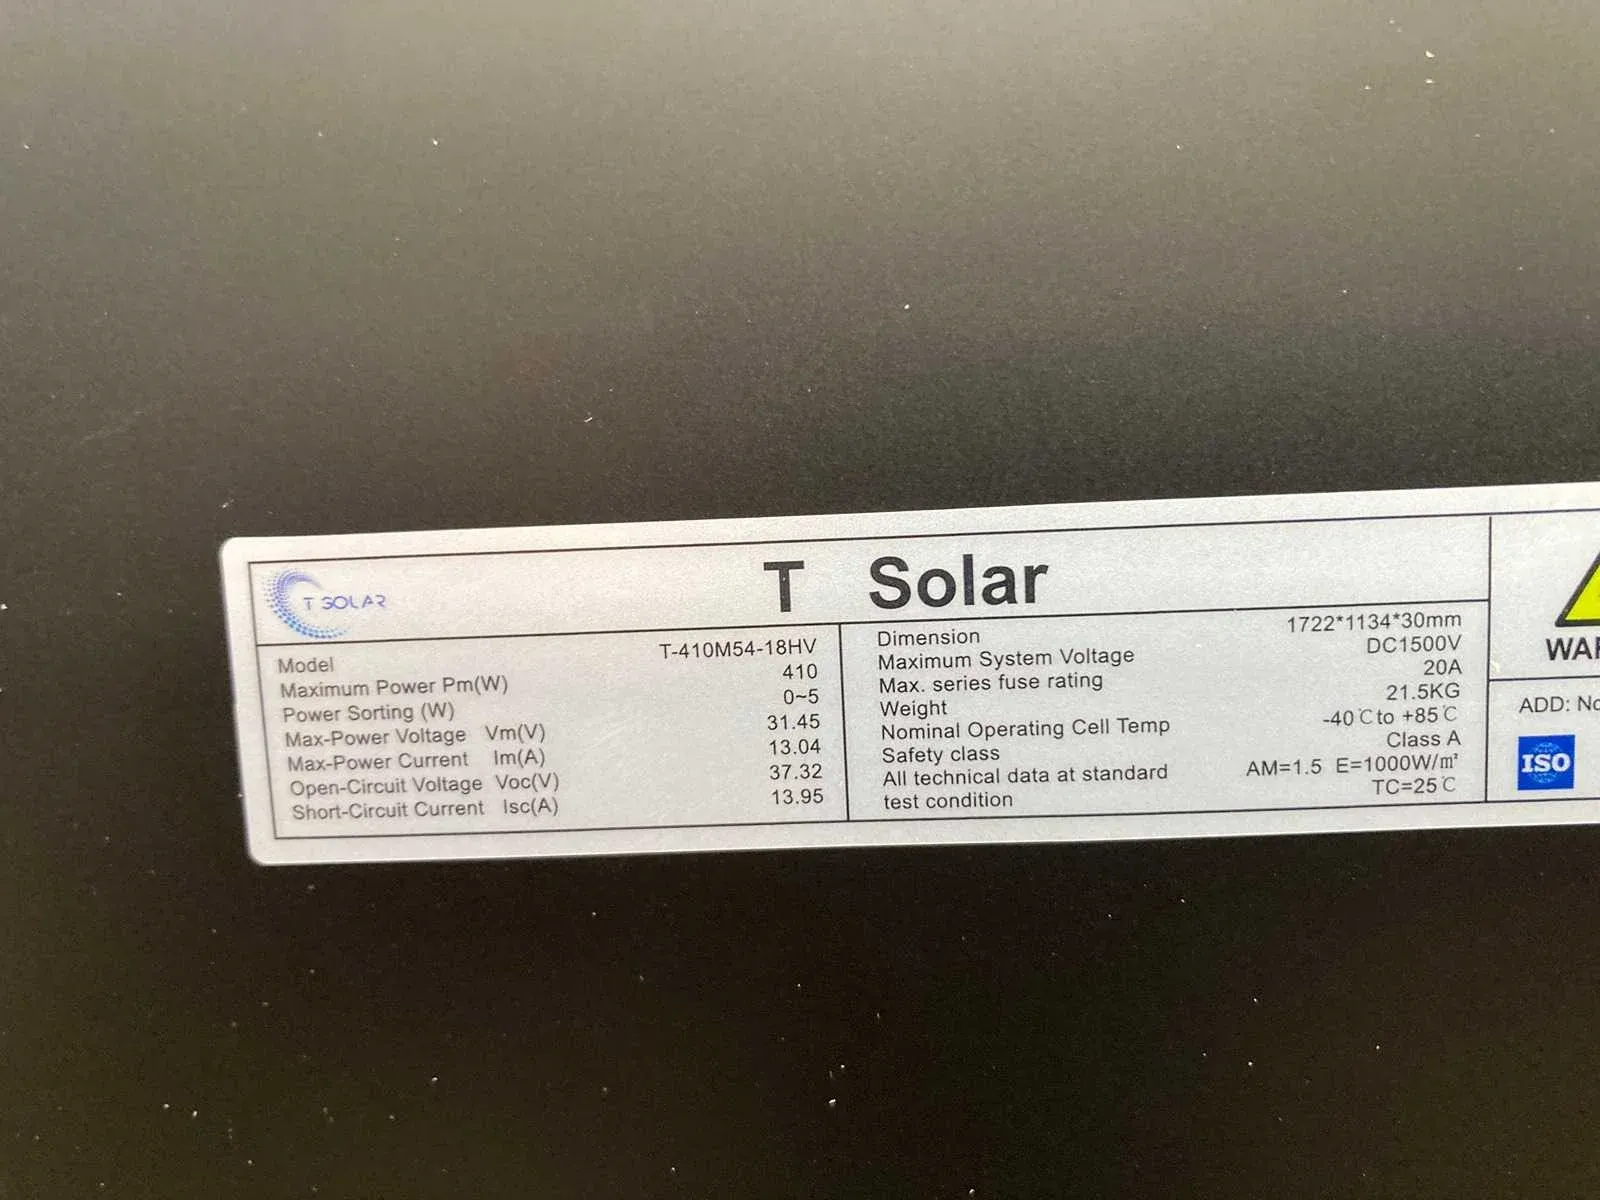 T SOLAR
T Solar
Model T-410M54-18HV
Maximum Power Pm(W) 410
Power Sorting (W) 0~5
Max-Power Voltage Vm(V) 31.45
Max-Power Current Im(A) 13.04
Open-Circuit Voltage Voc(V) 37.32
Short-Circuit Current Isc(A) 13.95
Dimension 1722*1134*30mm
Maximum System Voltage DC1500V
Max. series fuse rating 20A
Weight 21.5KG
Nominal Operating Cell Temp -40℃to +85℃
Safety class Class A
All technical data at standard AM=1.5 E=1000W/m²
test condition TC=25℃
WAR
ADD: No
ISO